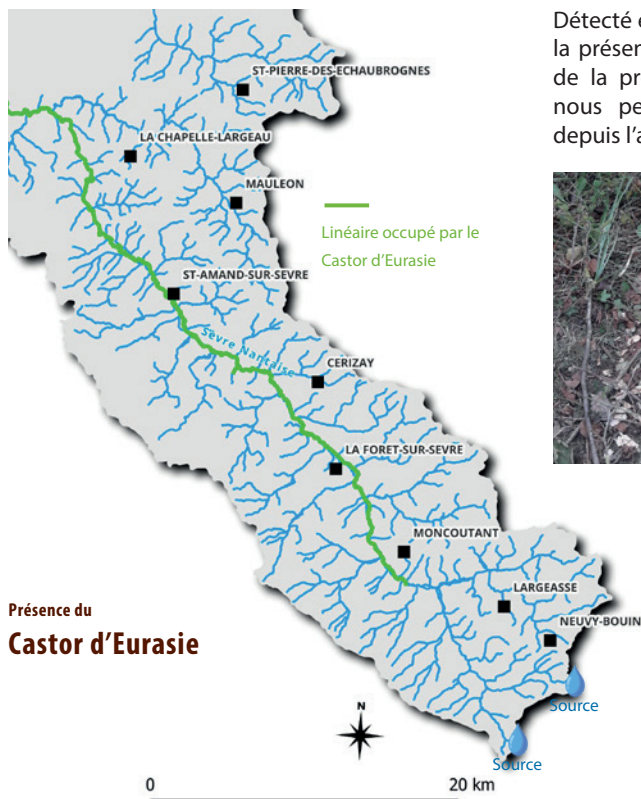 Détecté
la présen
de la pr
nous pe
depuis l'a
ST-PIERRE-DES-ECHAUBROGNES
LA CHAPELLE-LARGEAU
MAULEON
Linéaire occupé par le
Castor d'Eurasie
ST-AMAND-SUR-SEVRE
Sèvre Nantaise
CERIZAY
LA FORET-SUR-SEVRE
MONCOUTANT
LARGEASSE
NEUVY-BOUIN
Présence du
Castor d'Eurasie
Source
N
Source
0 20 km